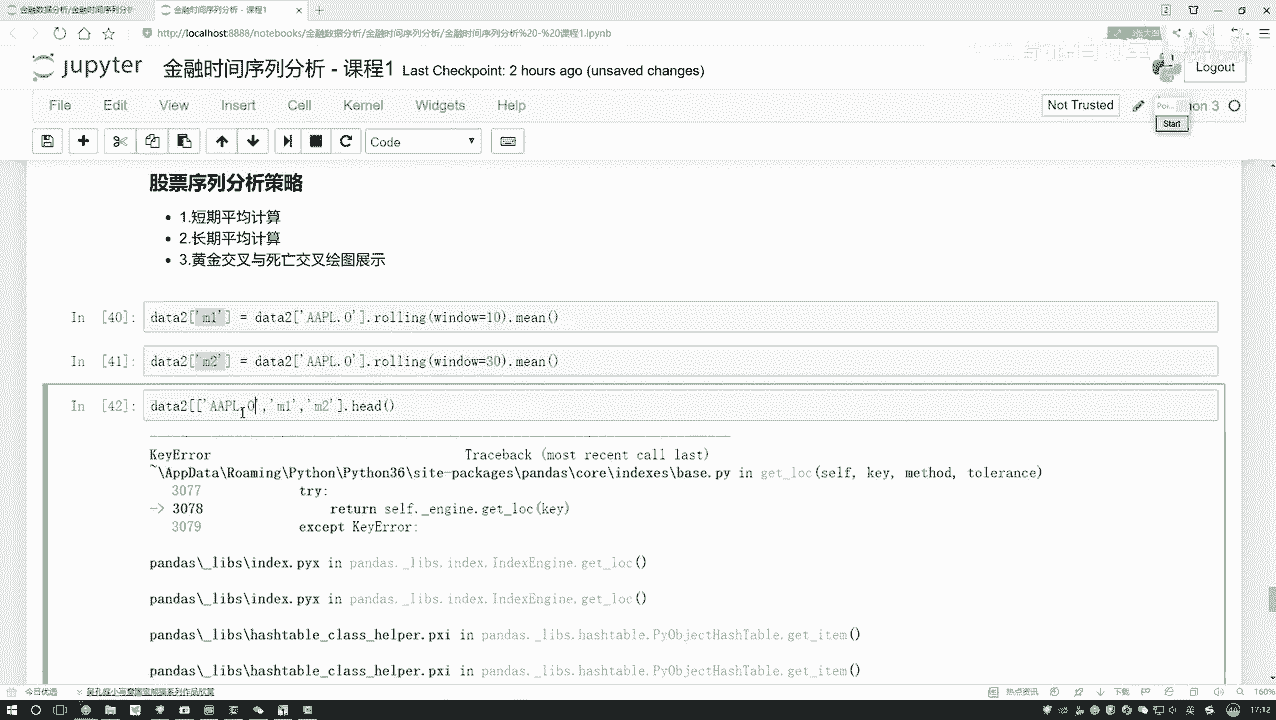 金融数据分析/金融时间序列分析
金融时间序列分析 - 课程1
http://localhost:8888/notebooks/金融数据分析/金融时间序列分析/金融时间序列分析%20-%20课程1.ipynb
jupyter 金融时间序列分析 - 课程1 Last Checkpoint: 2 hours ago (unsaved changes)
Logout
File Edit View Insert Cell Kernel Widgets Help
Not Trusted
on 3
Start
Code
股票序列分析策略
1.短期平均计算
2.长期平均计算
3.黄金交叉与死亡交叉绘图展示
In [40]: data2['m1'] = data2['AAPL.O'].rolling(window=10).mean()
In [41]: data2['m2'] = data2['AAPL.O'].rolling(window=30).mean()
In [42]: data2[['AAPL.O','m1','m2'].head()
KeyError Traceback (most recent call last)
~\AppData\Roaming\Python\Python36\site-packages\pandas\core\indexes\base.py in get_loc(self, key, method, tolerance)
3077 try:
-> 3078 return self._engine.get_loc(key)
3079 except KeyError:
pandas\_libs\index.pyx in pandas._libs.index.IndexEngine.get_loc()
pandas\_libs\index.pyx in pandas._libs.index.IndexEngine.get_loc()
pandas\_libs\hashtable_class_helper.pxi in pandas._libs.hashtable.PyObjectHashTable.get_item()
pandas\_libs\hashtable_class_helper.pxi in pandas._libs.hashtable.PyObjectHashTable.get_item()
今日优选
热点资讯
下载
160%
17:12